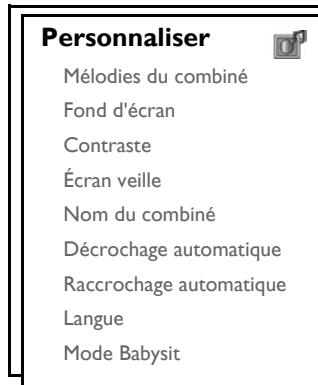 Personnaliser
Mélodies du combiné
Fond d'écran
Contraste
Écran veille
Nom du combiné
Décrochage automatique
Raccrochage automatique
Langue
Mode Babysit